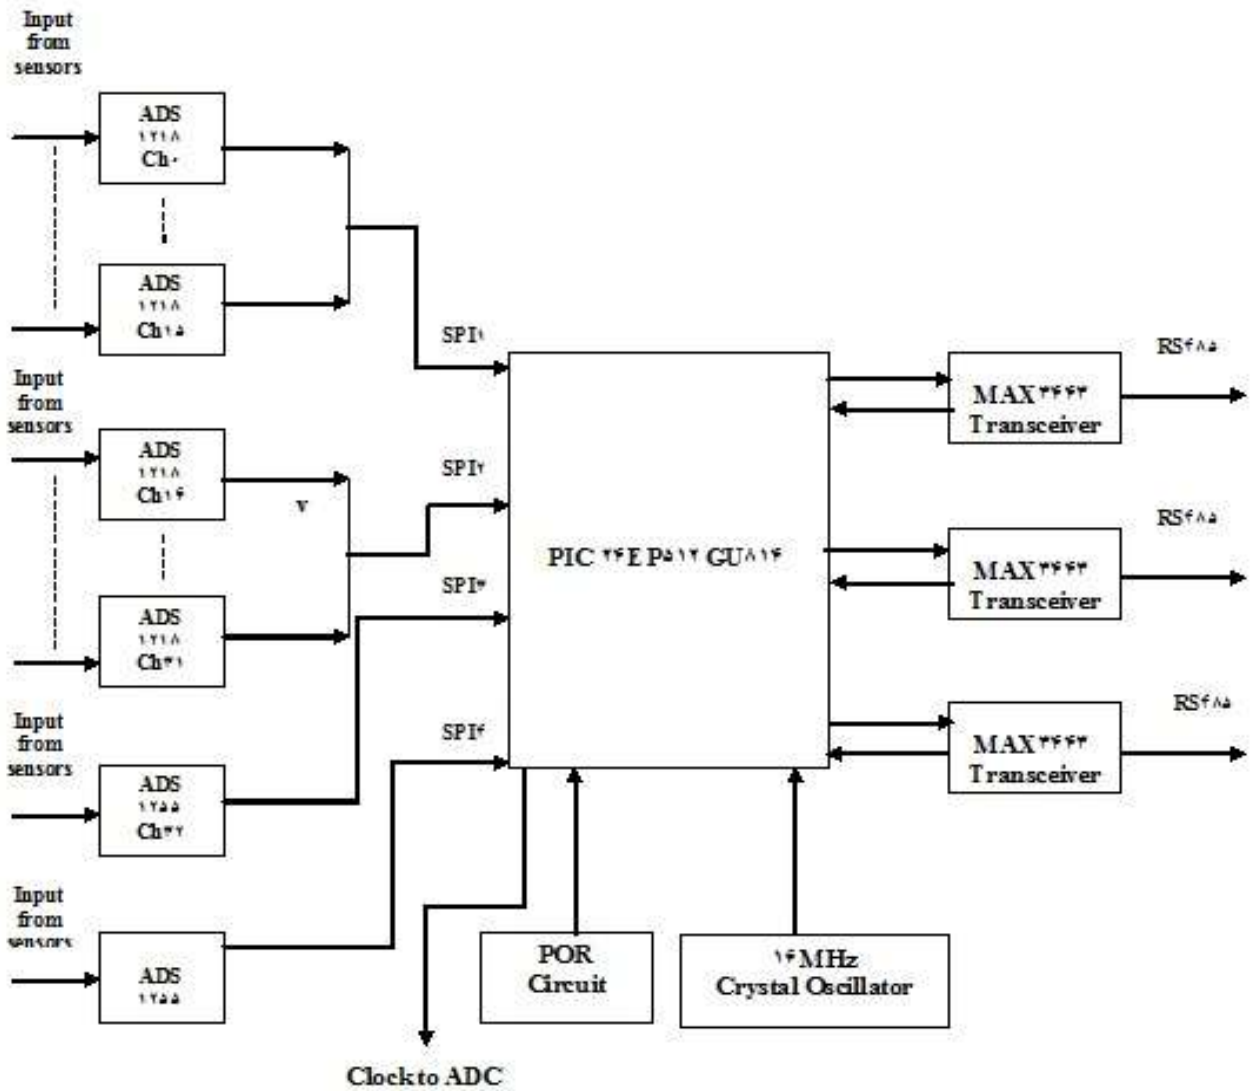 Input
from
sensors
ADS
۱۲۱۸
Ch۰
ADS
۱۲۱۸
Ch۱۵
SPI۱
Input
from
sensors
ADS
۱۲۱۸
Ch۱۶
v
SPI۲
ADS
۱۲۱۸
Ch۳۱
SPI۳
Input
from
sensors
ADS
۱۲۵۵
Ch۳۲
SPI۴
Input
from
sensors
ADS
۱۲۵۵
PIC ۲۴EP۵۱۲ GU۸۱۴
RS۴۸۵
MAX۳۴۴۳
Transceiver
RS۴۸۵
MAX۳۴۴۳
Transceiver
RS۴۸۵
MAX۳۴۴۳
Transceiver
POR
Circuit
۱۶MHz
Crystal Oscillator
Clock to ADC